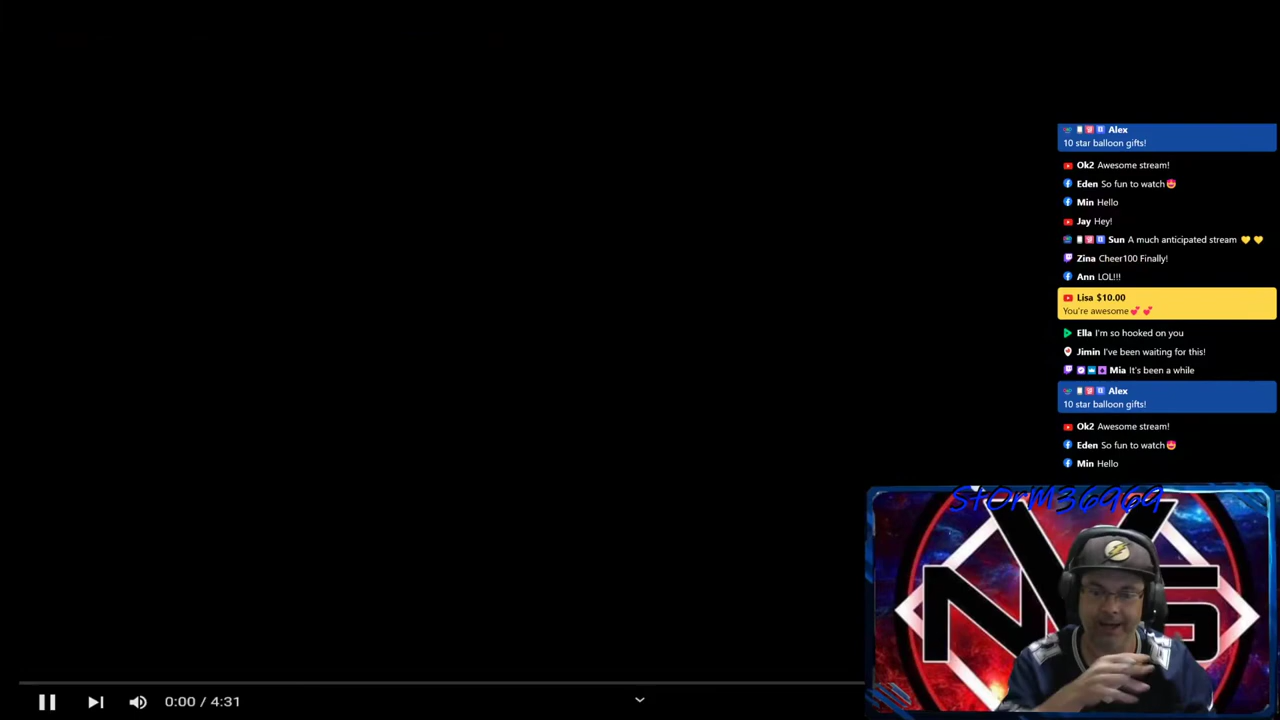 Alex
10 star balloon gifts!
Ok2 Awesome stream!
Eden So fun to watch🤩
Min Hello
Jay Hey!
Sun A much anticipated stream 💛 💛
Zina Cheer100 Finally!
Ann LOL!!!
Lisa $10.00
You're awesome💕 💕
Ella I'm so hooked on you
Jimin I've been waiting for this!
Mia It's been a while
Alex
10 star balloon gifts!
Ok2 Awesome stream!
Eden So fun to watch🤩
Min Hello
StOrM36969
NYG
0:00 / 4:31